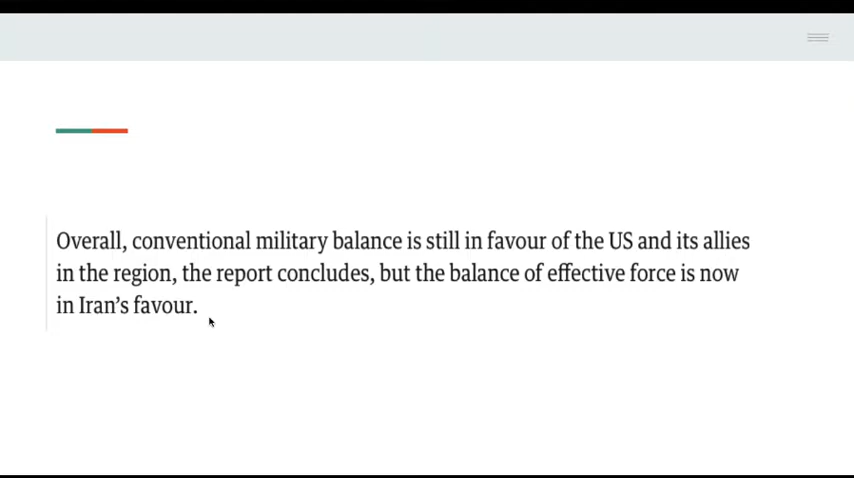 Overall, conventional military balance is still in favour of the US and its allies
in the region, the report concludes, but the balance of effective force is now
in Iran’s favour.